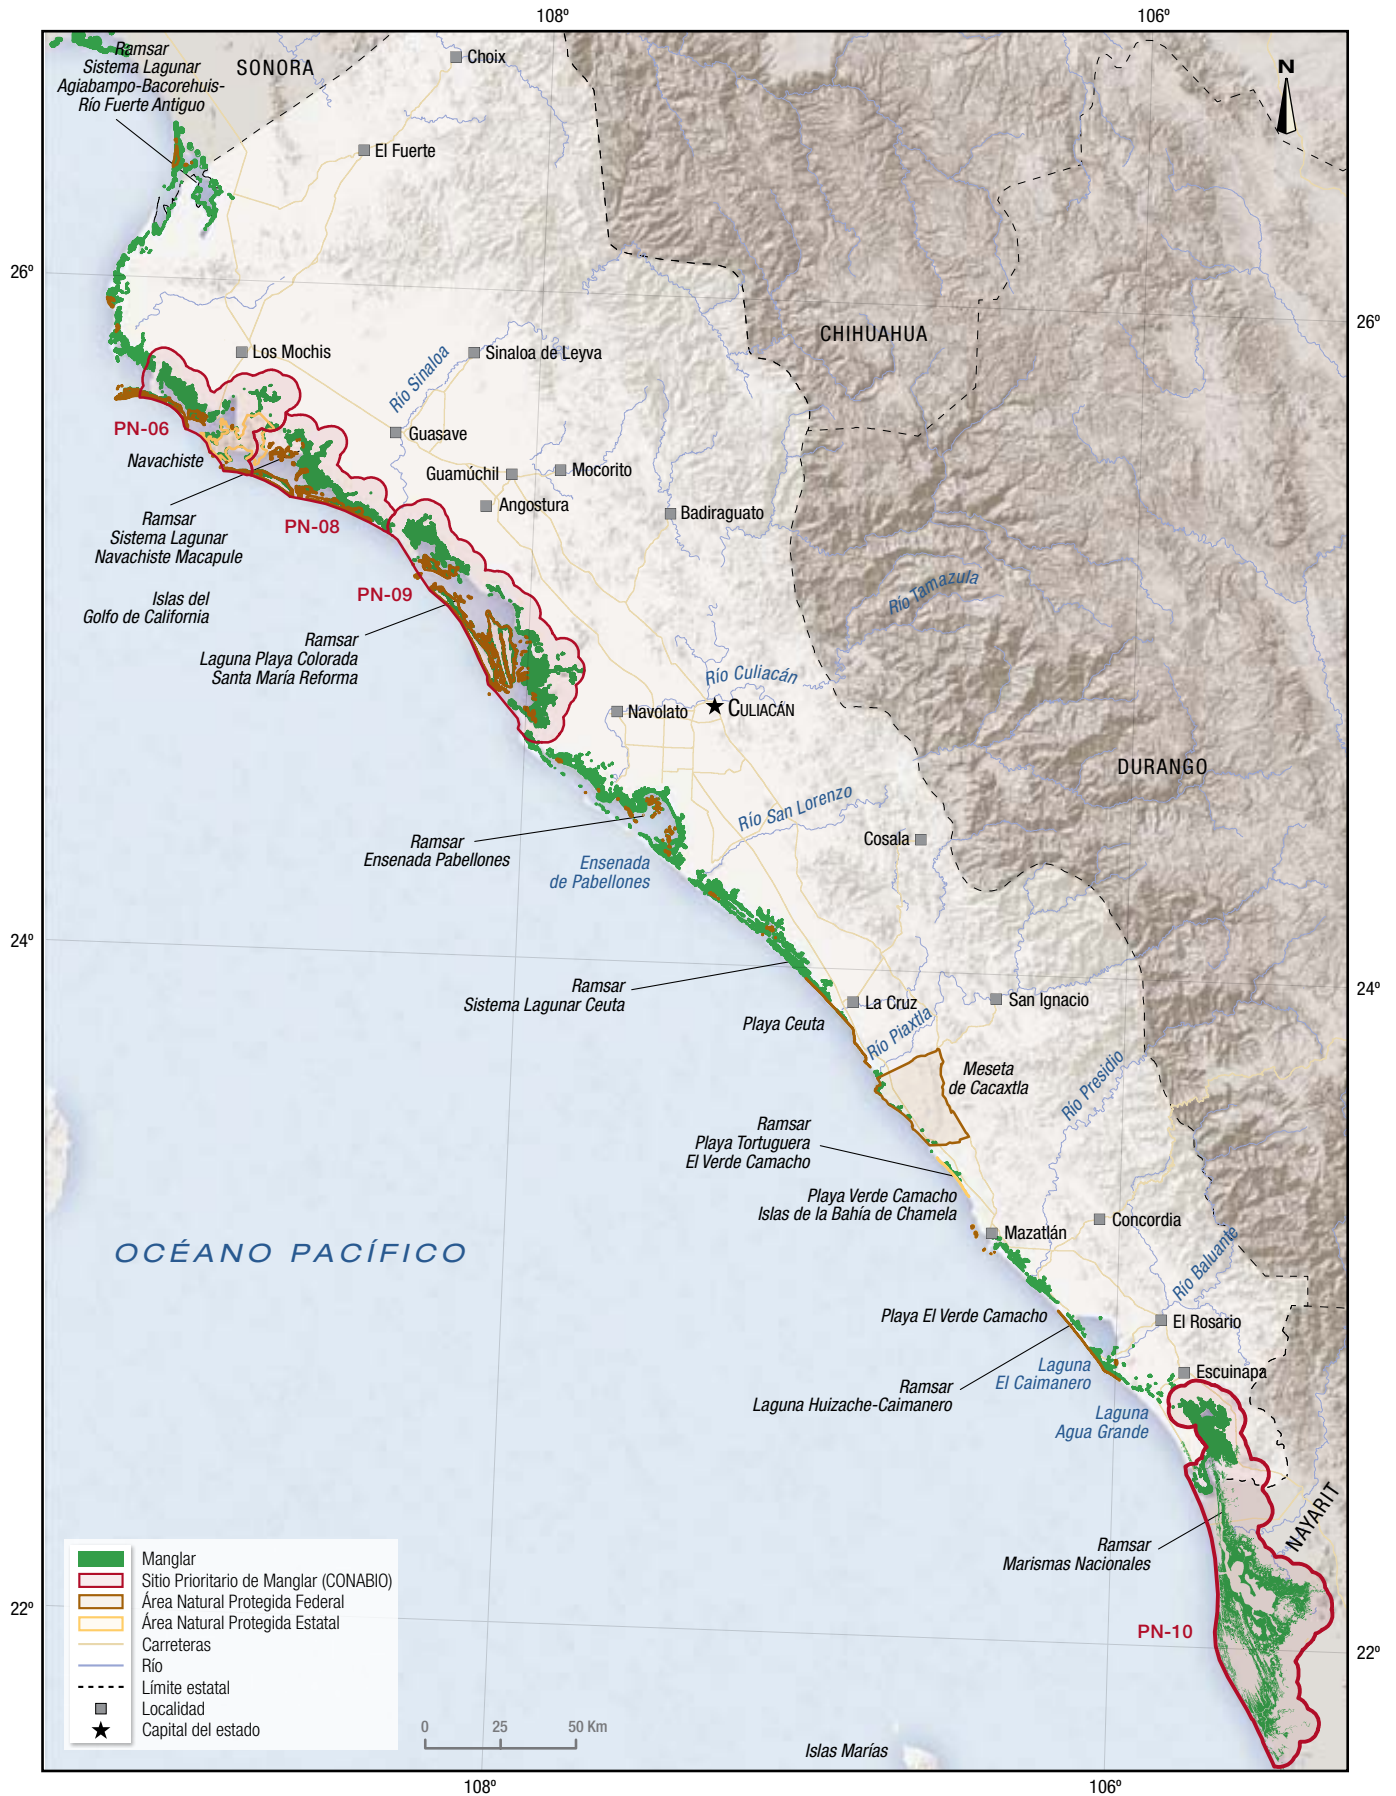 108º
106º
Ramsar
Sistema Lagunar
Agiabampo-Bacorehuis-
Río Fuerte Antiguo
SONORA
Choix
N
El Fuerte
26º
26º
CHIHUAHUA
Los Mochis
Sinaloa de Leyva
Río Sinaloa
PN-06
Guasave
Navachiste
Guamúchil
Mocorito
Angostura
Badiraguato
Ramsar
Sistema Lagunar
Navachiste Macapule
PN-08
PN-09
Islas del
Golfo de California
Río Tamazula
Ramsar
Laguna Playa Colorada
Santa María Reforma
Río Culiacán
Navolato
CULIACÁN
DURANGO
Río San Lorenzo
Cosala
Ramsar
Ensenada Pabellones
Ensenada
de Pabellones
24º
24º
Ramsar
Sistema Lagunar Ceuta
La Cruz
San Ignacio
Playa Ceuta
Río Piaxtla
Meseta
de Cacaxtla
Río Presidio
Ramsar
Playa Tortuguera
El Verde Camacho
Playa Verde Camacho
Islas de la Bahía de Chamela
Mazatlán
Concordia
OCÉANO PACÍFICO
Río Baluante
Playa El Verde Camacho
El Rosario
Laguna
El Caimanero
Escuinapa
Ramsar
Laguna Huizache-Caimanero
Laguna
Agua Grande
NAYARIT
Ramsar
Marismas Nacionales
22º
22º
PN-10
Manglar
Sitio Prioritario de Manglar (CONABIO)
Área Natural Protegida Federal
Área Natural Protegida Estatal
Carreteras
Río
Límite estatal
Localidad
Capital del estado
0 25 50 Km
Islas Marías
108º
106º